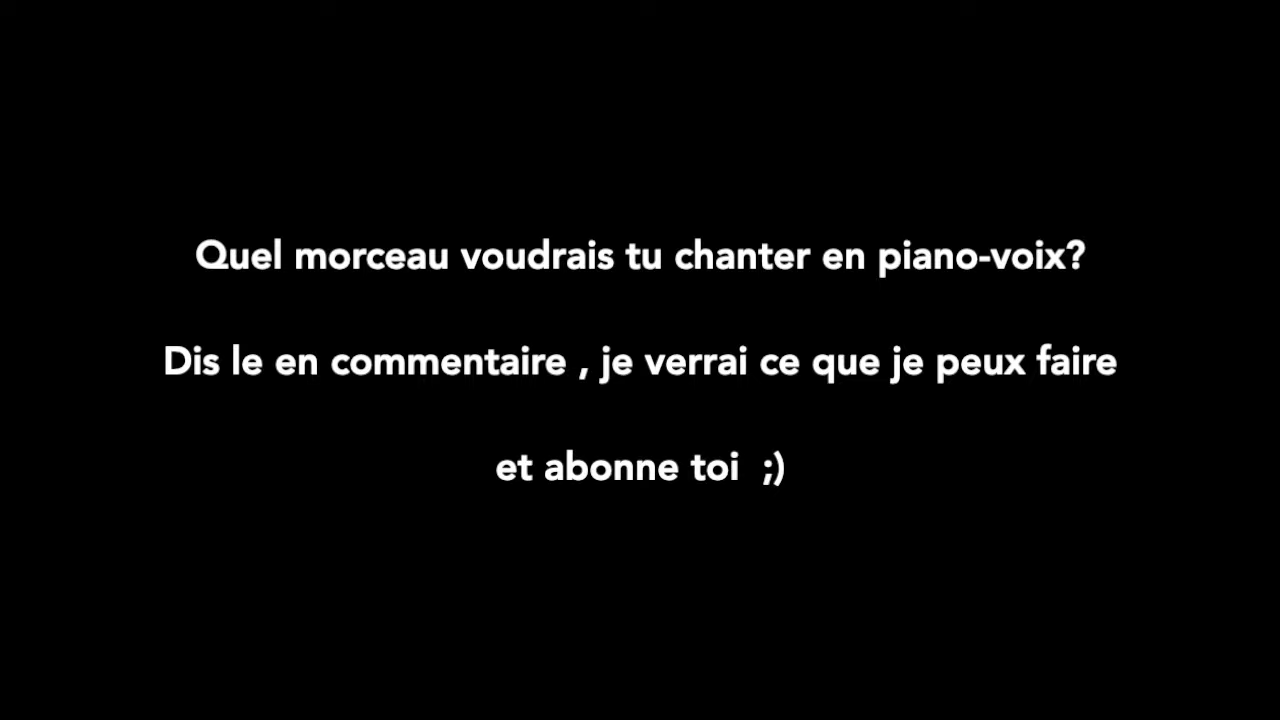 Quel morceau voudrais tu chanter en piano-voix?
Dis le en commentaire , je verrai ce que je peux faire
et abonne toi  ;)